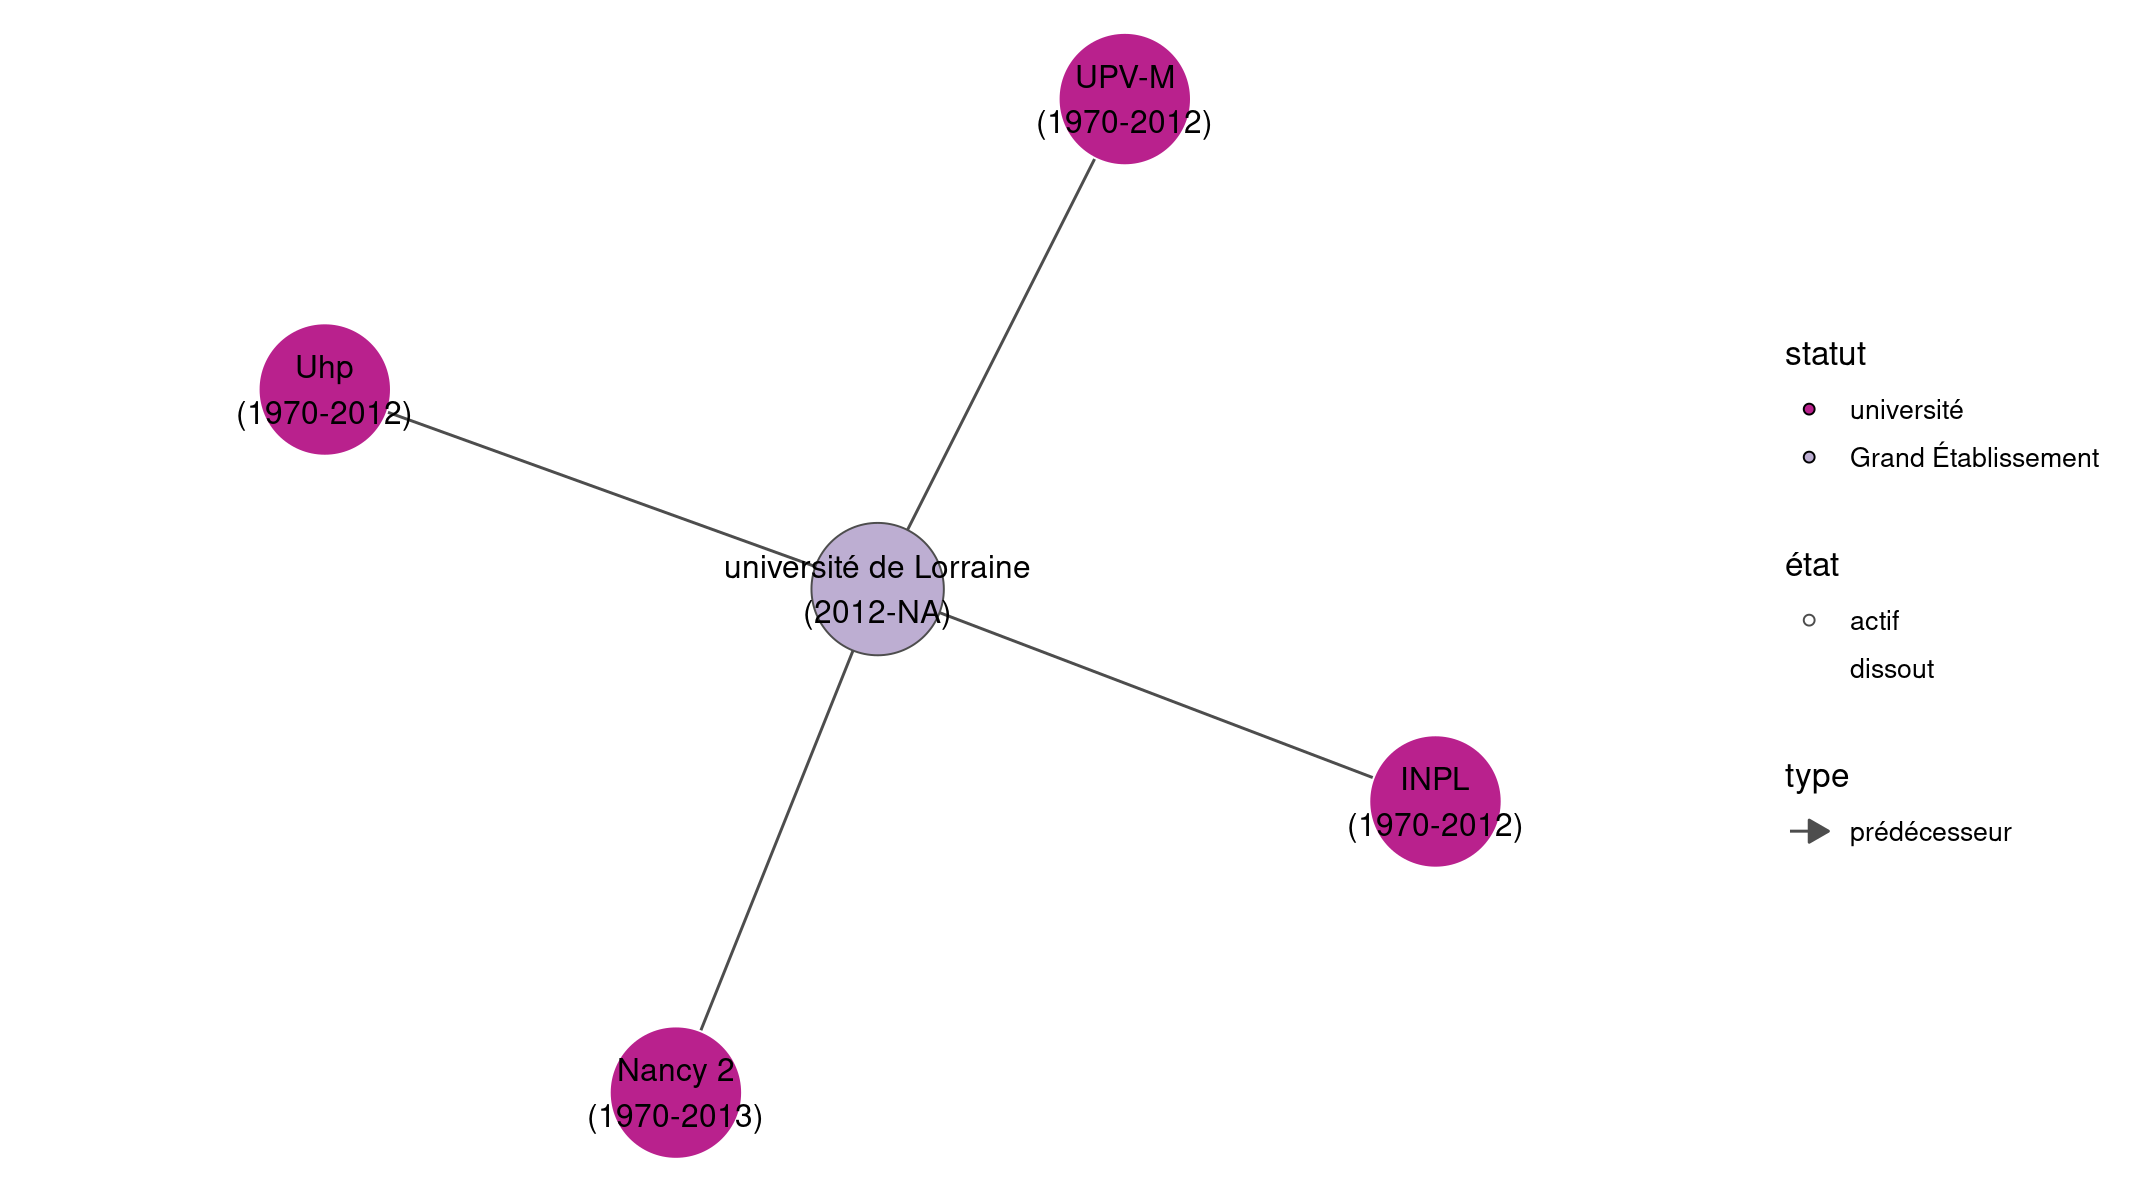 UPV-M
(1970-2012)
Uhp
(1970-2012)
université de Lorraine
(2012-NA)
INPL
(1970-2012)
Nancy 2
(1970-2013)
statut
université
Grand Établissement
état
actif
dissout
type
prédécesseur